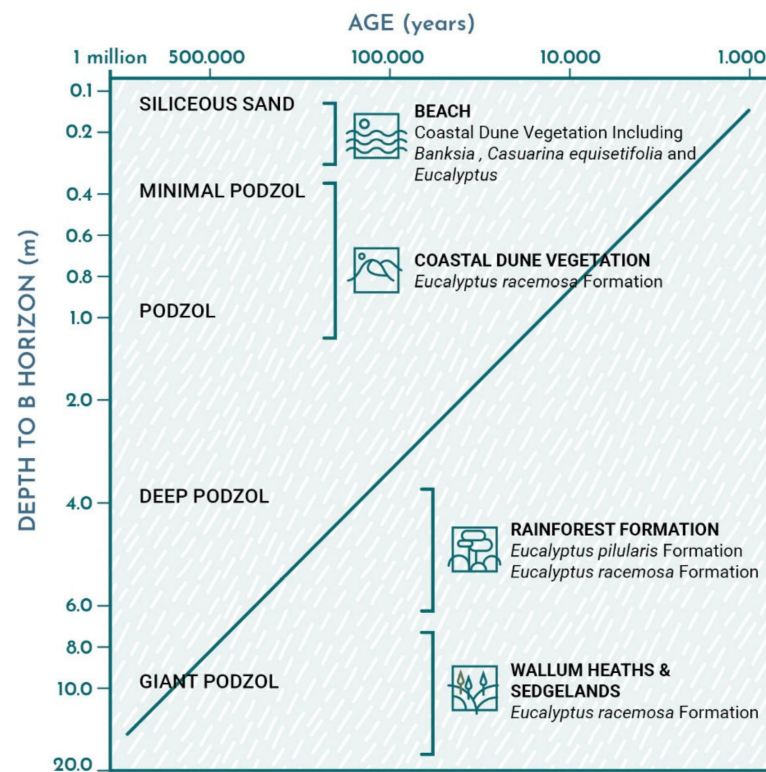 AGE (years)
1 million 500.000 100.000 10.000 1.000
DEPTH TO B HORIZON (m)
0.1
0.2
0.4
0.6
0.8
1.0
2.0
4.0
6.0
8.0
10.0
20.0
SILICEOUS SAND
MINIMAL PODZOL
PODZOL
DEEP PODZOL
GIANT PODZOL
BEACH
Coastal Dune Vegetation Including
Banksia , Casuarina equisetifolia and
Eucalyptus
COASTAL DUNE VEGETATION
Eucalyptus racemosa Formation
RAINFOREST FORMATION
Eucalyptus pilularis Formation
Eucalyptus racemosa Formation
WALLUM HEATHS &
SEDGELANDS
Eucalyptus racemosa Formation